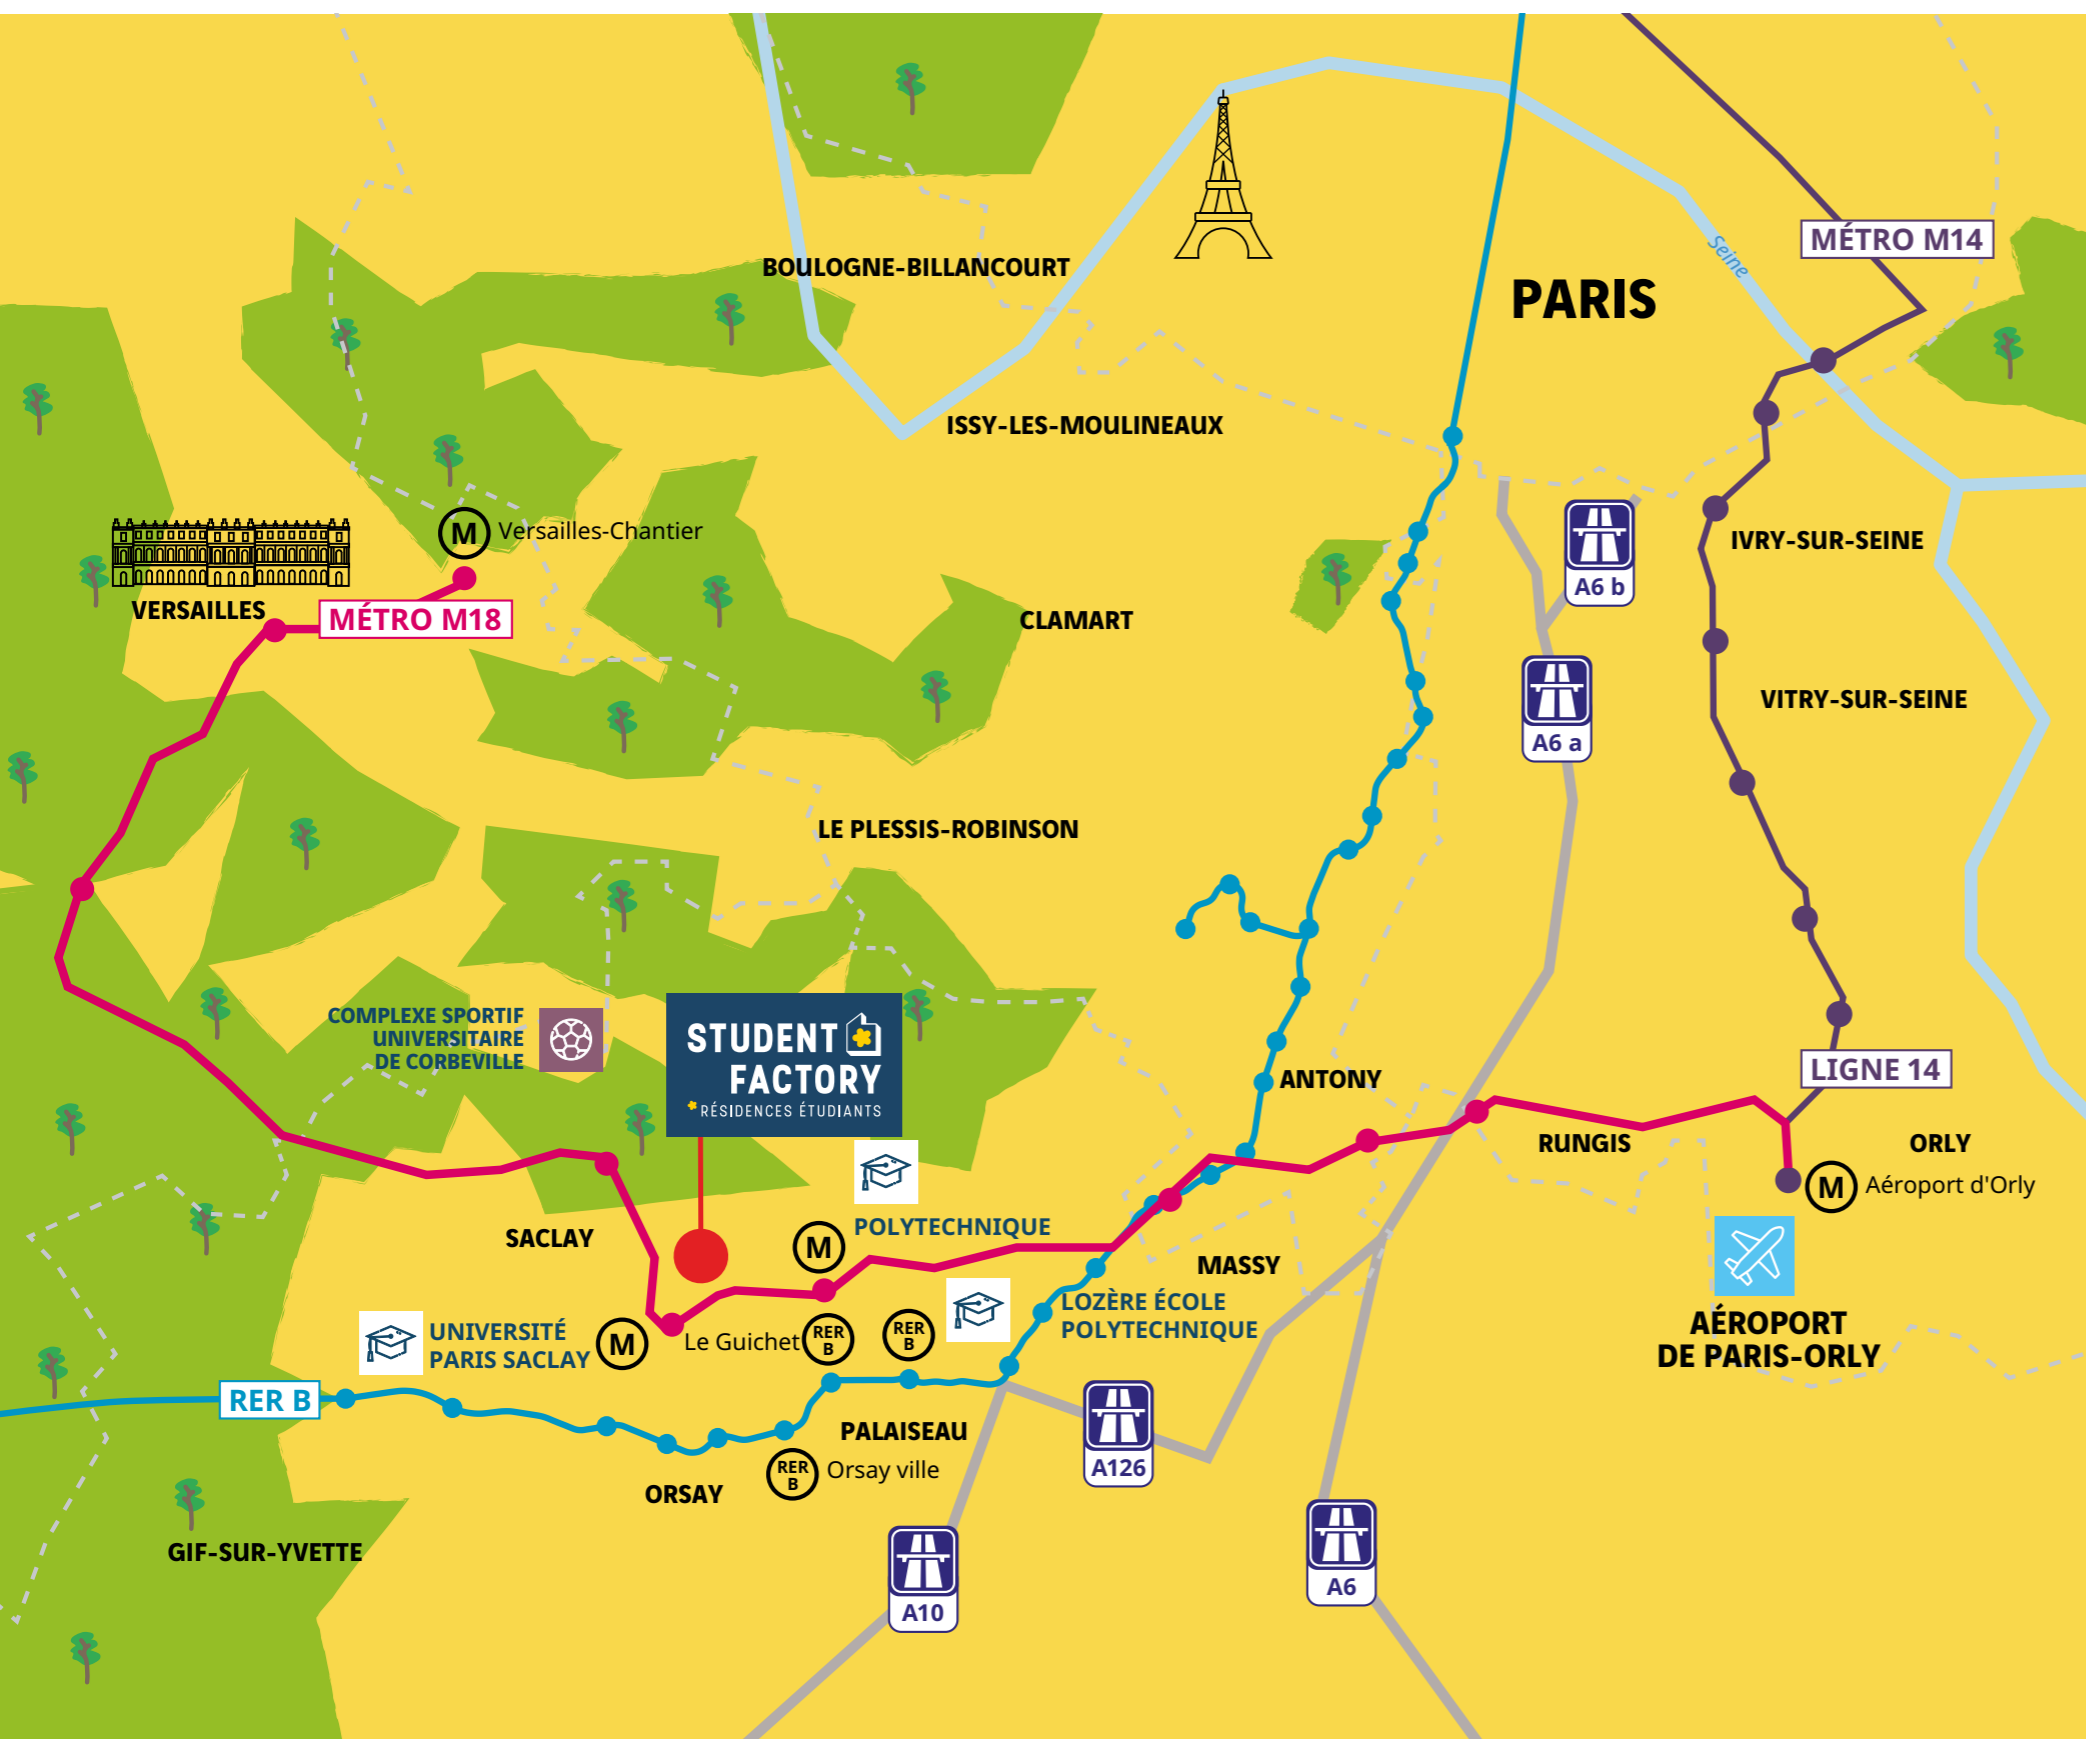 Seine
MÉTRO M14
BOULOGNE-BILLANCOURT
PARIS
ISSY-LES-MOULINEAUX
M
Versailles-Chantier
IVRY-SUR-SEINE
A6 b
VERSAILLES
MÉTRO M18
CLAMART
VITRY-SUR-SEINE
A6 a
LE PLESSIS-ROBINSON
COMPLEXE SPORTIF
UNIVERSITAIRE
DE CORBEVILLE
STUDENT
FACTORY
RÉSIDENCES ÉTUDIANTS
ANTONY
LIGNE 14
RUNGIS
ORLY
M
Aéroport d'Orly
SACLAY
M
POLYTECHNIQUE
MASSY
LOZÈRE ÉCOLE
POLYTECHNIQUE
UNIVERSITÉ
PARIS SACLAY
M
Le Guichet
RER
B
RER
B
AÉROPORT
DE PARIS-ORLY
RER B
PALAISEAU
RER
B
Orsay ville
ORSAY
A126
GIF-SUR-YVETTE
A10
A6